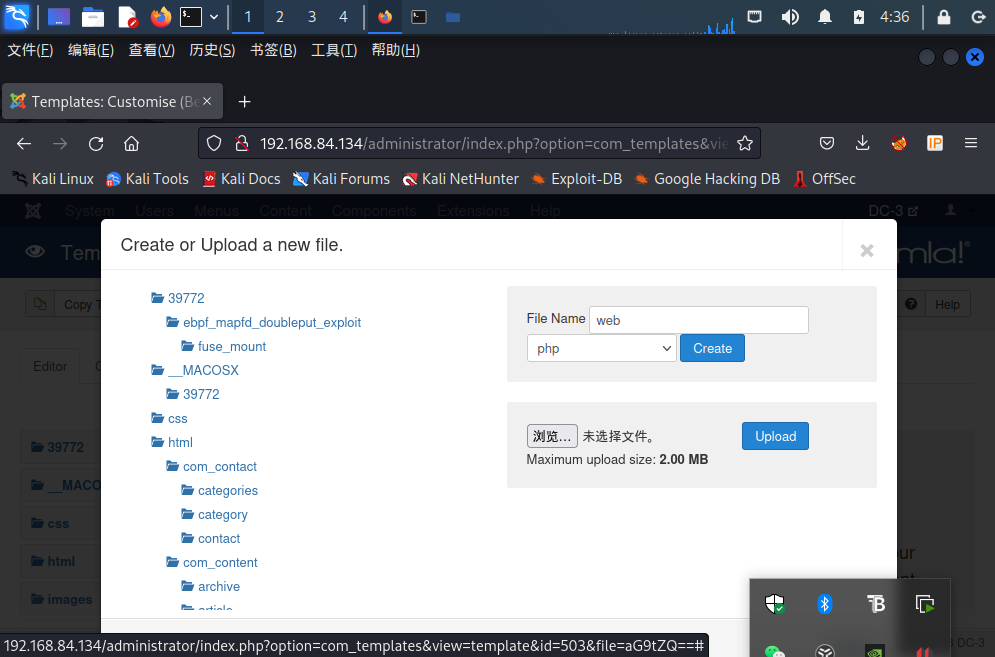 1 2 3 4 4:36
文件(F) 编辑(E) 查看(V) 历史(S) 书签(B) 工具(T) 帮助(H)
Templates: Customise (Be
192.168.84.134/administrator/index.php?option=com_templates&vie
Kali Linux Kali Tools Kali Docs Kali Forums Kali NetHunter Exploit-DB Google Hacking DB OffSec
System Users Menus Content Components Extensions Help DC-3
Create or Upload a new file.
Tem
mla!®
Copy T
Help
Editor
39772
ebpf_mapfd_doubleput_exploit
fuse_mount
__MACOSX
39772
css
html
com_contact
categories
category
contact
com_content
archive
article
File Name web
php Create
浏览… 未选择文件。 Upload
Maximum upload size: 2.00 MB
39772
__MACO
css
html
images
our
DC-3
192.168.84.134/administrator/index.php?option=com_templates&view=template&id=503&file=aG9tZQ==#